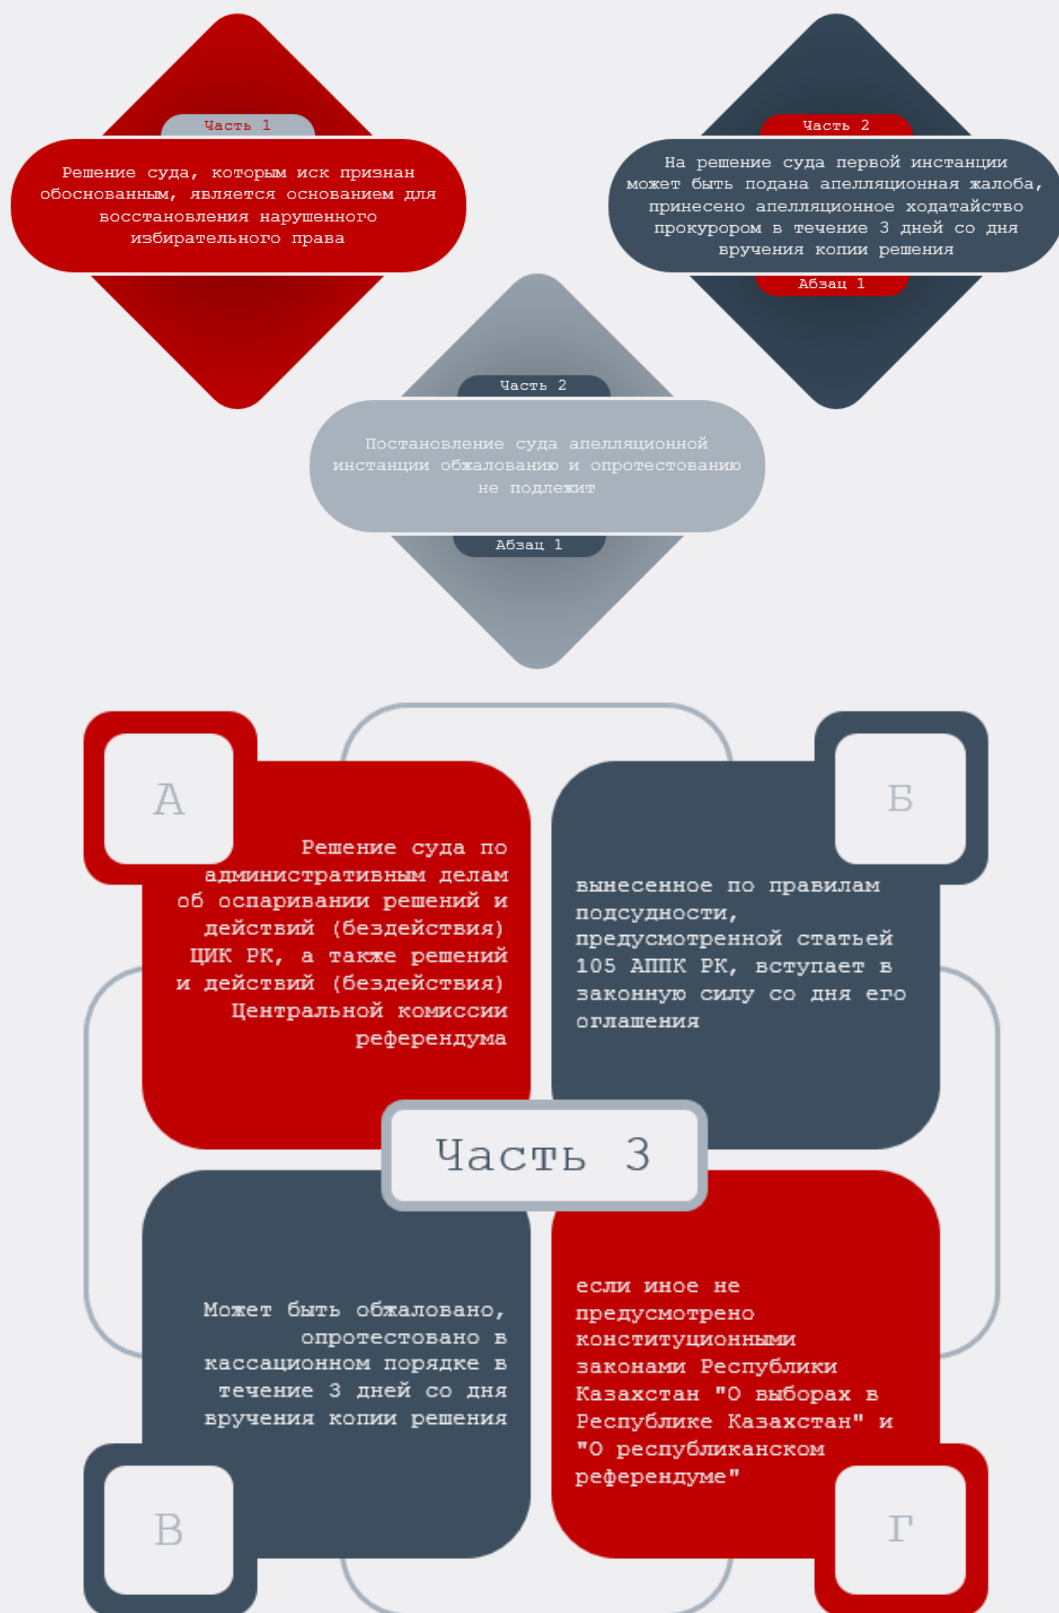 Часть 1
Решение суда, которым иск признан
обоснованным, является основанием для
восстановления нарушенного
избирательного права
Часть 2
На решение суда первой инстанции
может быть подана апелляционная жалоба,
принесено апелляционное ходатайство
прокурором в течение 3 дней со дня
вручения копии решения
Абзац 1
Часть 2
Постановление суда апелляционной
инстанции обжалованию и опротестованию
не подлежит
Абзац 1
А
Решение суда по
административным делам
об оспаривании решений и
действий (бездействия)
ЦИК РК, а также решений
и действий (бездействия)
Центральной комиссии
референдума
Б
вынесенное по правилам
подсудности,
предусмотренной статьей
105 АППК РК, вступает в
законную силу со дня его
оглашения
Часть 3
Может быть обжаловано,
опротестовано в
кассационном порядке в
течение 3 дней со дня
вручения копии решения
В
если иное не
предусмотрено
конституционными
законами Республики
Казахстан "О выборах в
Республике Казахстан" и
"О республиканском
референдуме"
Г